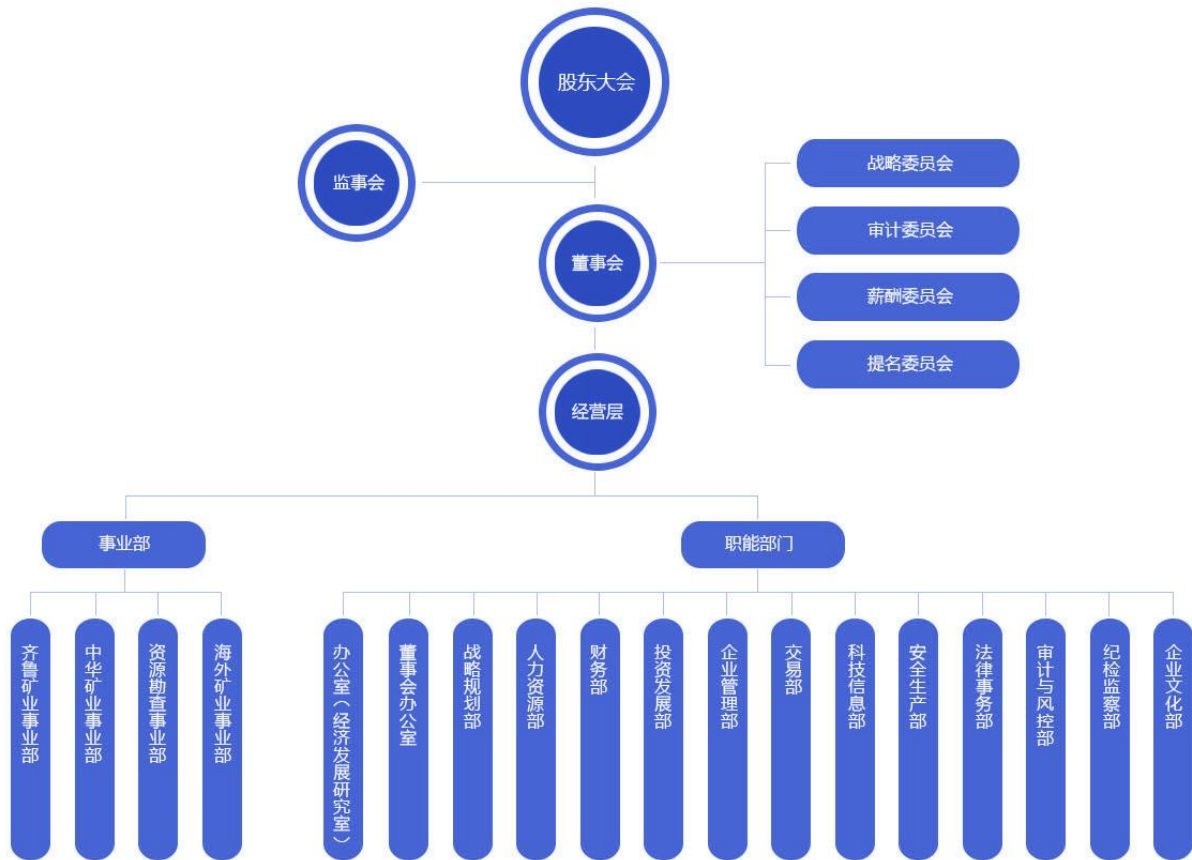 股东大会
监事会
董事会
战略委员会
审计委员会
薪酬委员会
提名委员会
经营层
事业部
职能部门
齐鲁矿业事业部
中华矿业事业部
资源勘查事业部
海外矿业事业部
办公室(经济发展研究室)
董事会办公室
战略规划部
人力资源部
财务部
投资发展部
企业管理部
交易部
科技信息部
安全生产部
法律事务部
审计与风控部
纪检监察部
企业文化部